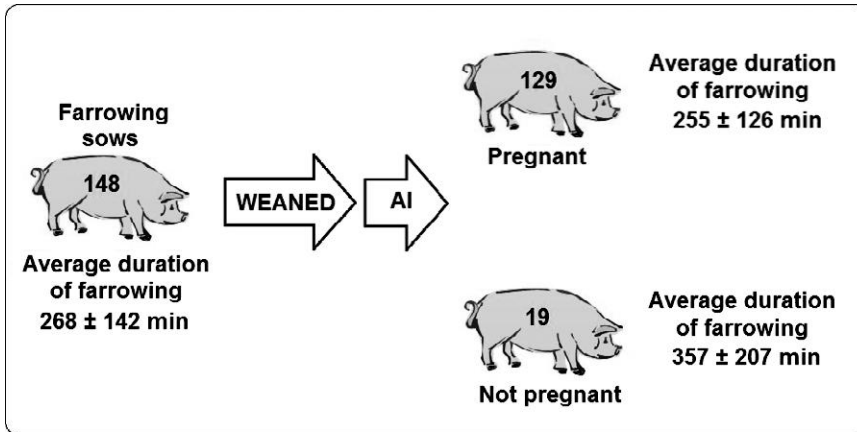 Farrowing
sows
148
Average duration
of farrowing
268 ± 142 min
WEANED
AI
129
Pregnant
Average duration
of farrowing
255 ± 126 min
19
Not pregnant
Average duration
of farrowing
357 ± 207 min